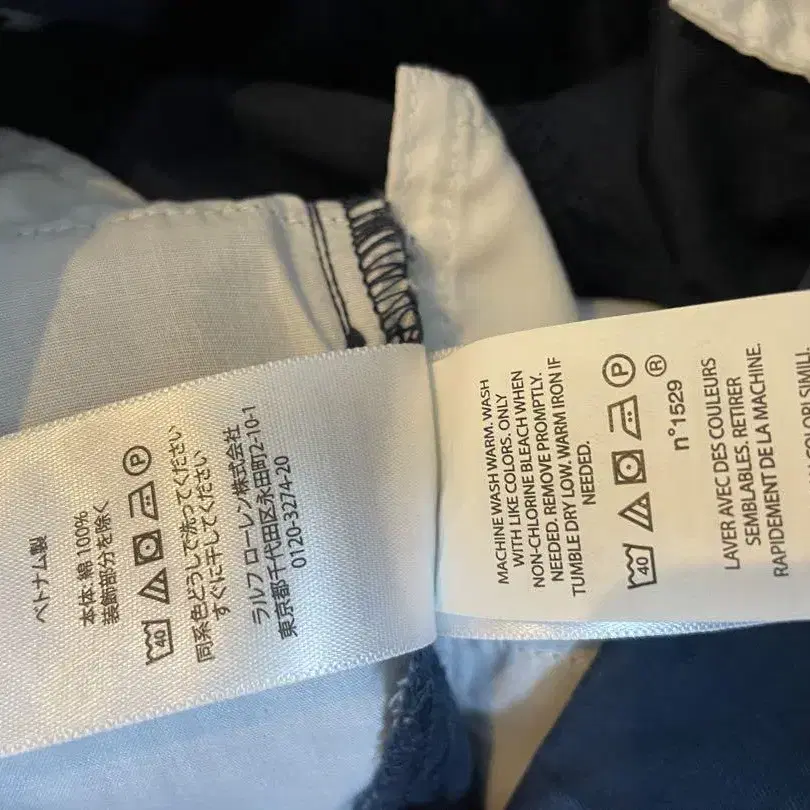 ベトナム製
本体:綿 100%
装飾部分を除く
40 P
同系色どうしで洗ってください
すぐに干してください
ラルフ ローレン株式会社
東京都千代田区永田町2-10-1
0120-3274-20
MACHINE WASH WARM. WASH
WITH LIKE COLORS. ONLY
NON-CHLORINE BLEACH WHEN
NEEDED. REMOVE PROMPTLY.
TUMBLE DRY LOW. WARM IRON IF
NEEDED.
40 P
®
n°1529
LAVER AVEC DES COULEURS
SEMBLABLES. RETIRER
RAPIDEMENT DE LA MACHINE.
COLORI SIMILI.